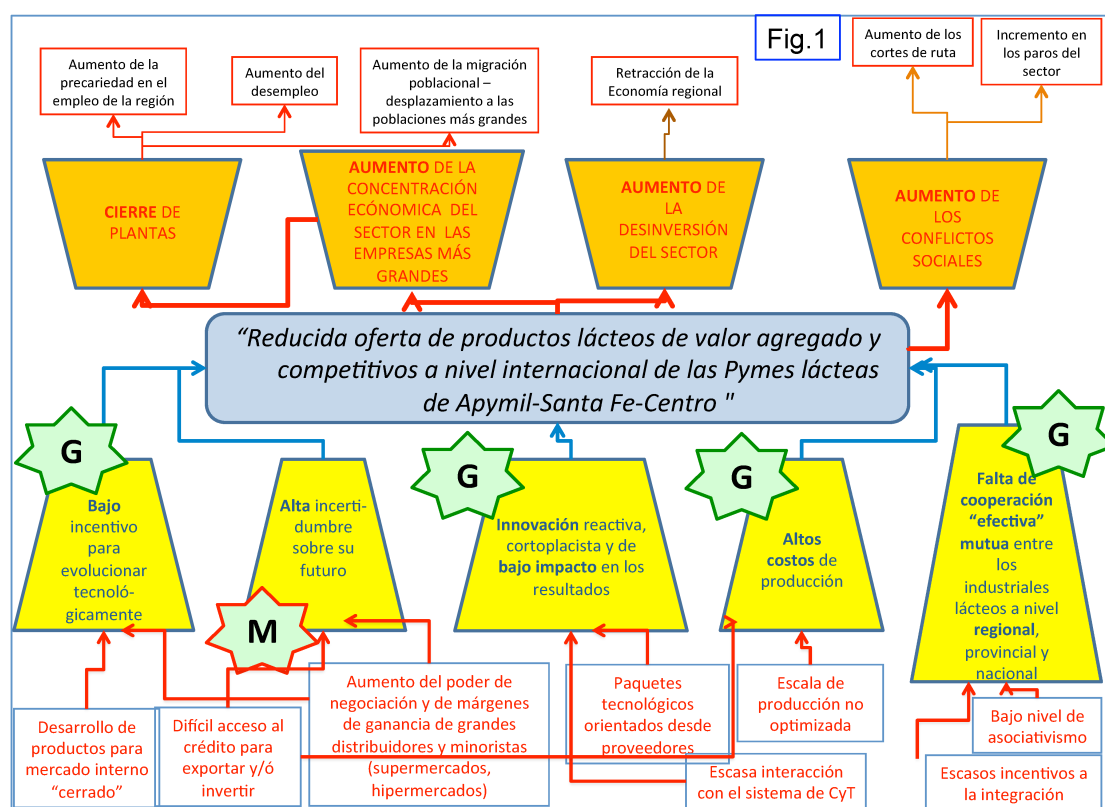 Fig.1
Aumento de la
precariedad en el
empleo de la región
Aumento del
desempleo
Aumento de la migración
poblacional –
desplazamiento a las
poblaciones más grandes
Retracción de la
Economía regional
Aumento de los
cortes de ruta
Incremento en
los paros del
sector
CIERRE DE
PLANTAS
AUMENTO DE LA
CONCENTRACIÓN
ECÓNOMICA DEL
SECTOR EN LAS
EMPRESAS MÁS
GRANDES
AUMENTO DE
LA
DESINVERSIÓN
DEL SECTOR
AUMENTO DE
LOS
CONFLICTOS
SOCIALES
“Reducida oferta de productos lácteos de valor agregado y
competitivos a nivel internacional de las Pymes lácteas
de Apymil-Santa Fe-Centro "
G
Bajo
incentivo
para
evolucionar
tecnoló-
gicamente
Alta incerti-
dumbre
sobre su
futuro
M
G
Innovación reactiva,
cortoplacista y de
bajo impacto en los
resultados
G
Altos
costos de
producción
G
Falta de
cooperación
“efectiva”
mutua entre
los
industriales
lácteos a nivel
regional,
provincial y
nacional
Desarrollo de
productos para
mercado interno
“cerrado”
Difícil acceso al
crédito para
exportar y/ó
invertir
Aumento del poder de
negociación y de márgenes
de ganancia de grandes
distribuidores y minoristas
(supermercados,
hipermercados)
Paquetes
tecnológicos
orientados desde
proveedores
Escasa interacción
con el sistema de CyT
Escala de
producción no
optimizada
Bajo nivel de
asociativismo
Escasos incentivos a
la integración